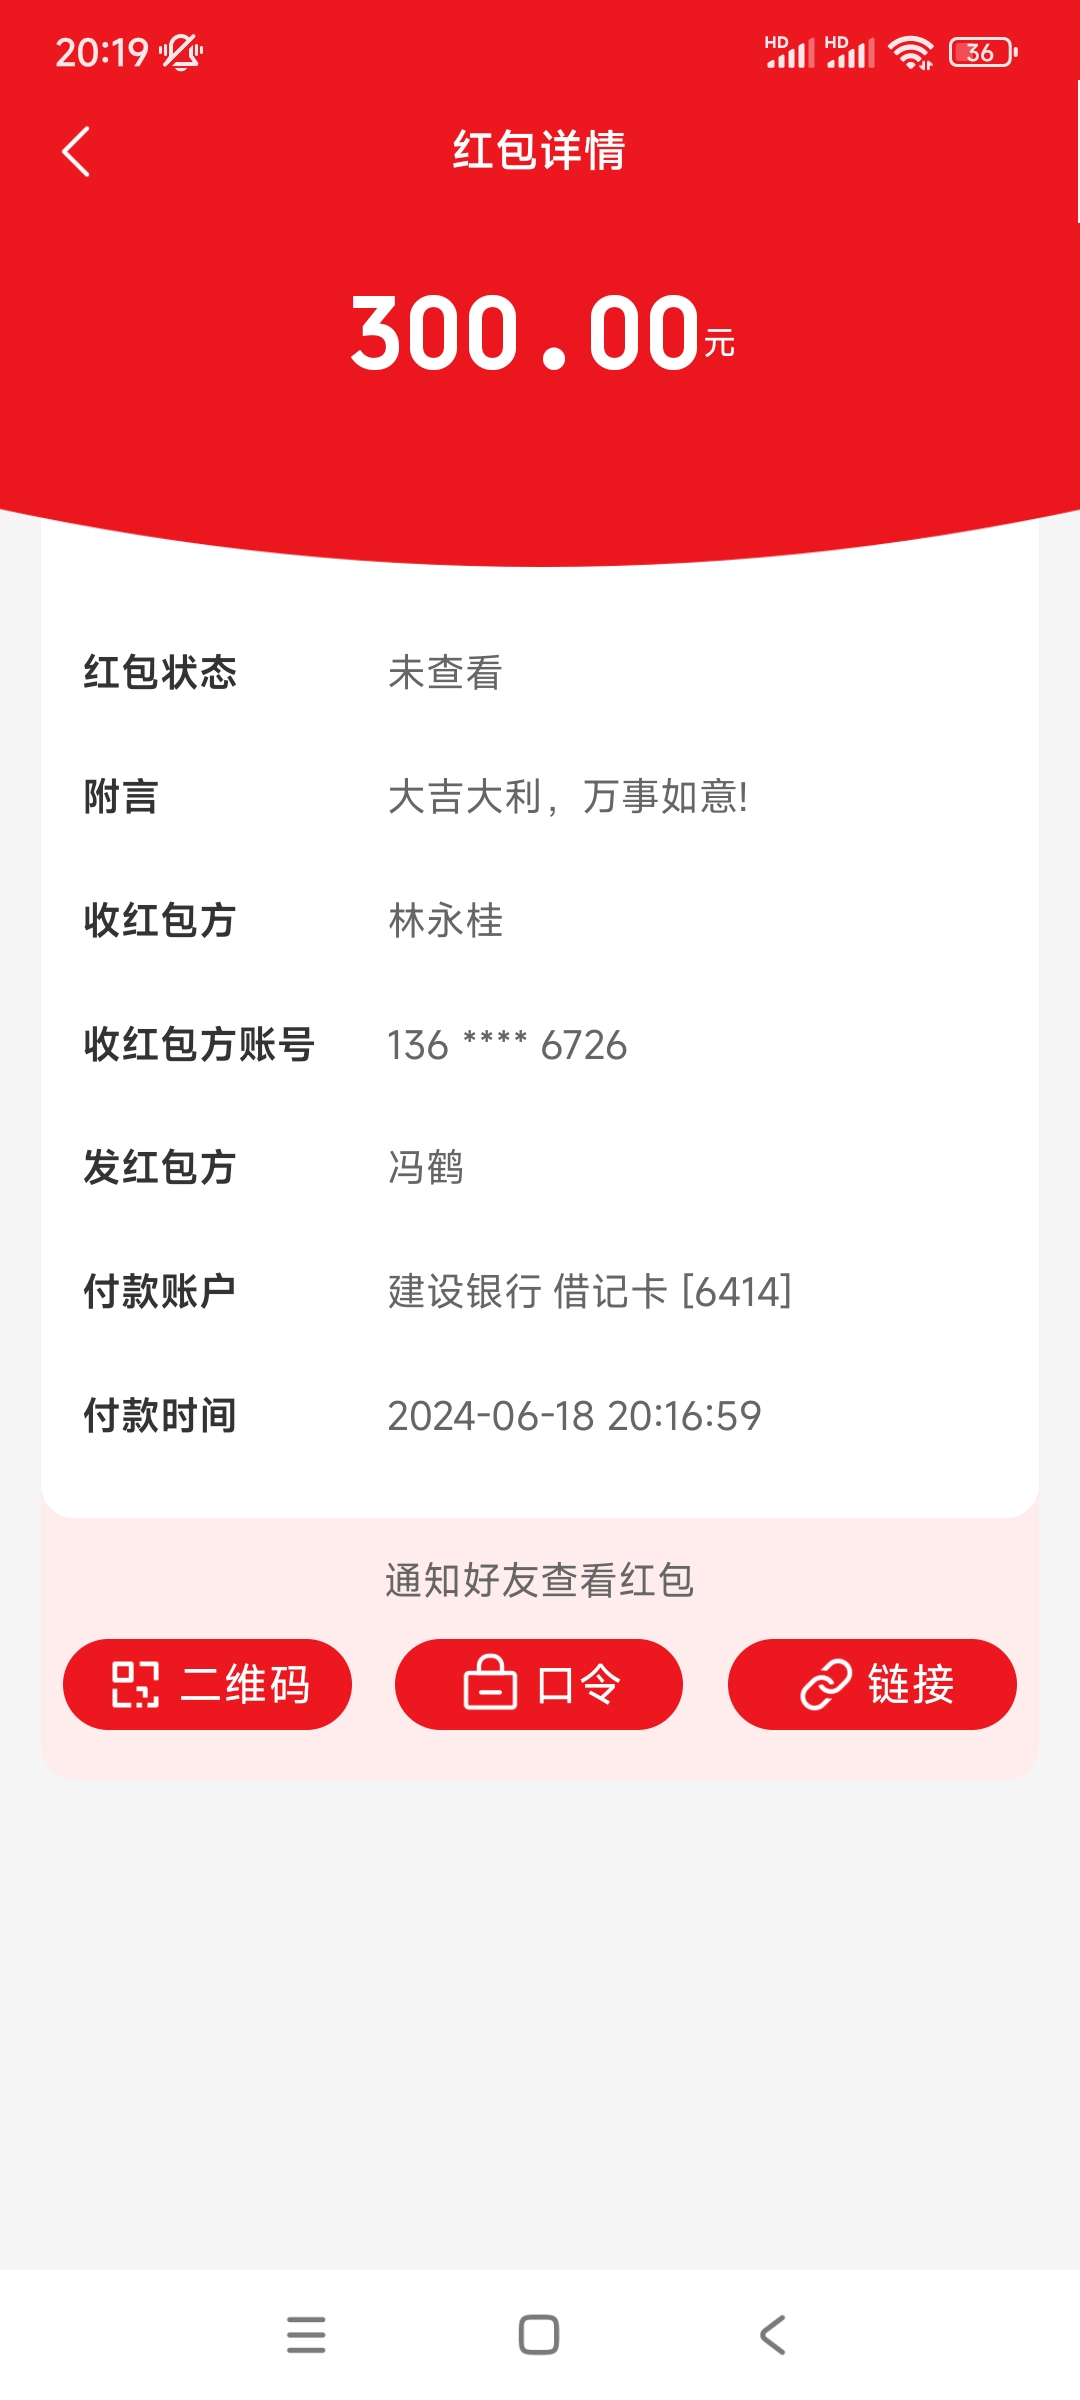 20:19 HD HD 36
红包详情
300.00元
红包状态 未查看
附言 大吉大利，万事如意!
收红包方 林永桂
收红包方账号 136 **** 6726
发红包方 冯鹤
付款账户 建设银行 借记卡 [6414]
付款时间 2024-06-18 20:16:59
通知好友查看红包
二维码 口令 链接